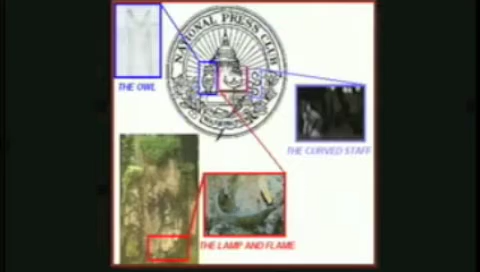 NATIONAL PRESS CLUB
THE OWL
THE CURVED STAFF
THE LAMP AND FLAME